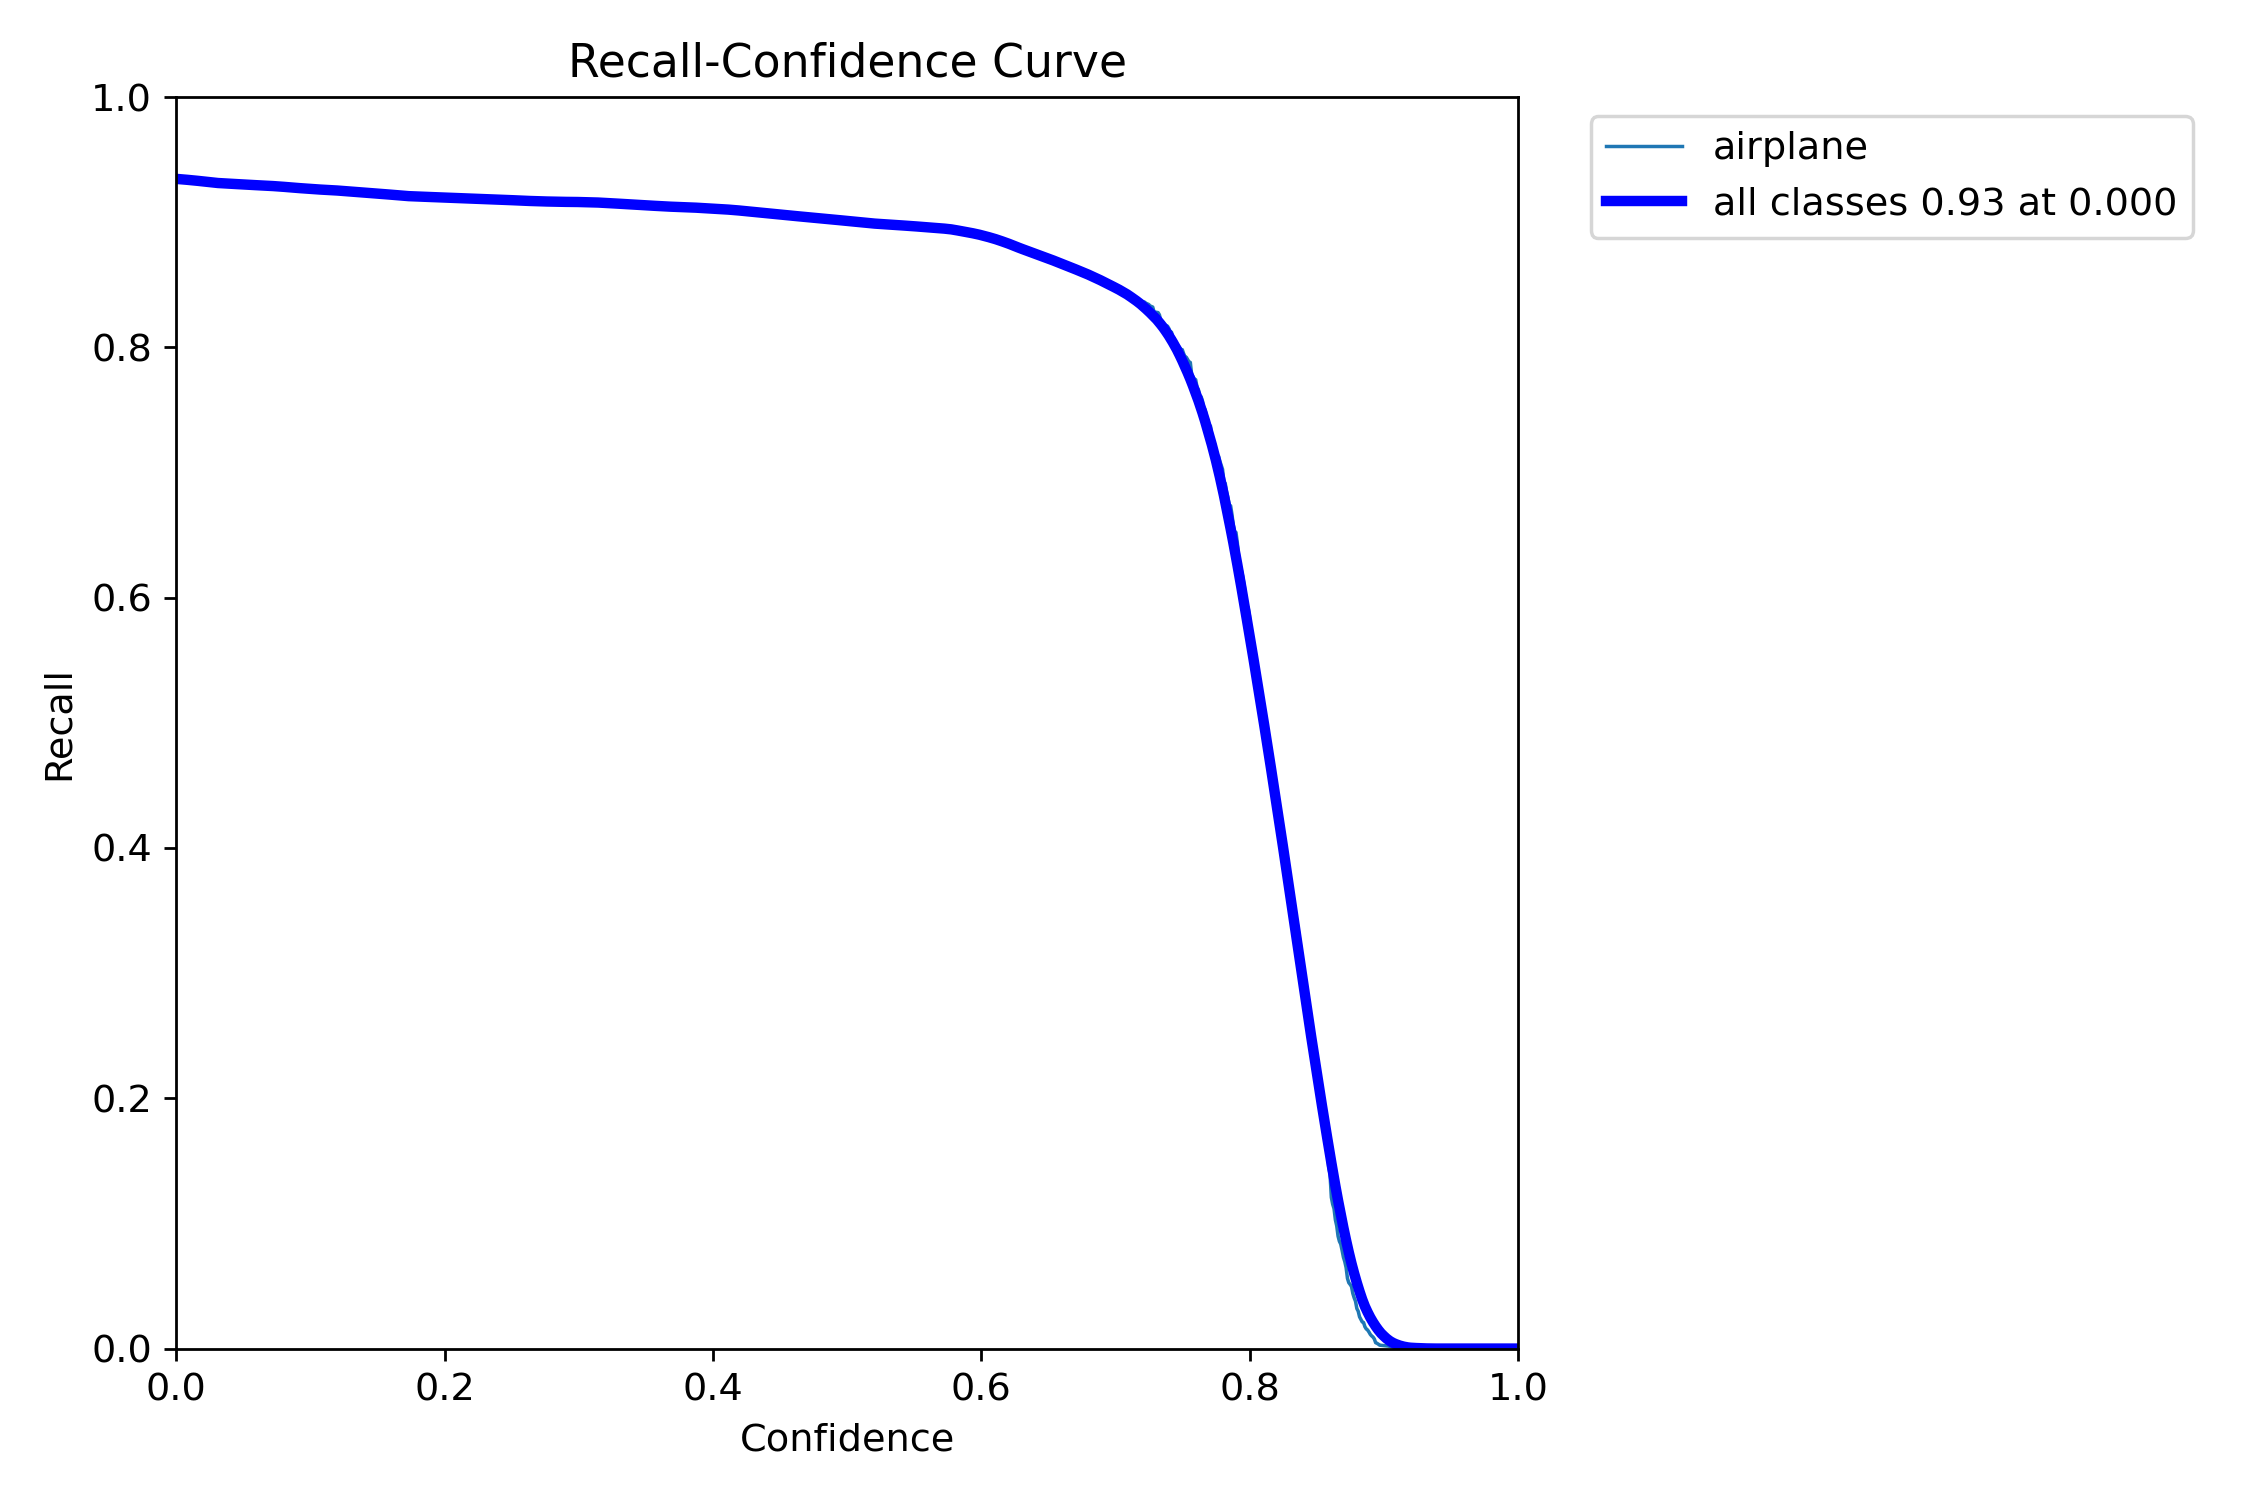 Recall-Confidence Curve
1.0
0.8
0.6
0.4
0.2
0.0
Recall
0.0 0.2 0.4 0.6 0.8 1.0
Confidence
airplane
all classes 0.93 at 0.000